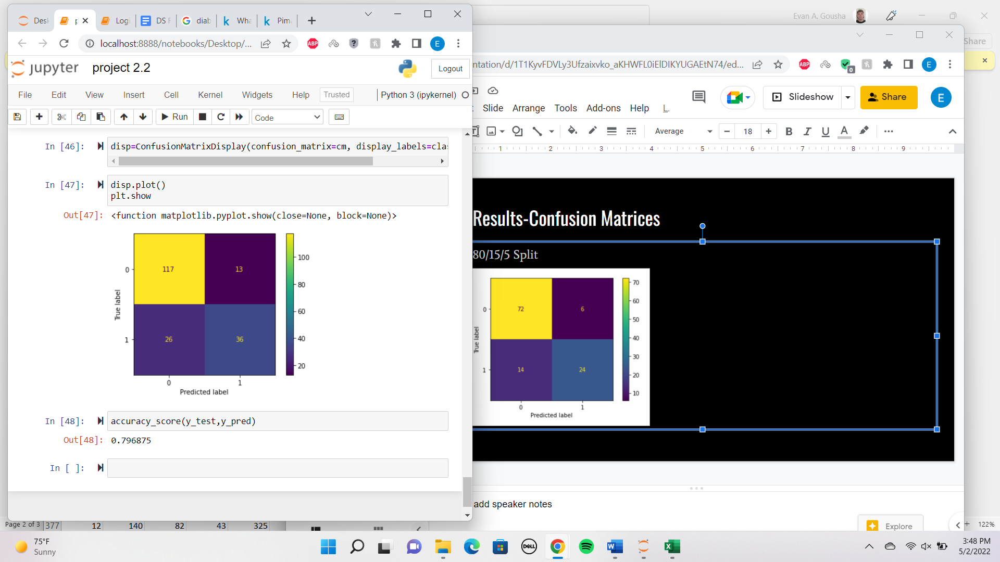 Desk
p
Logi
DS F
diab
Wha
Pim
localhost:8888/notebooks/Desktop/...
ABP
E
jupyter
project 2.2
Logout
File Edit View Insert Cell Kernel Widgets Help Trusted Python 3 (ipykernel)
Run
Code
In [46]:
disp=ConfusionMatrixDisplay(confusion_matrix=cm, display_labels=clas
In [47]:
disp.plot()
plt.show
Out[47]: <function matplotlib.pyplot.show(close=None, block=None)>
117 13
26 36
0
1
True label
0 1
Predicted label
100
80
60
40
20
In [48]:
accuracy_score(y_test,y_pred)
Out[48]: 0.796875
In [ ]:
Evan A. Gousha
Share
ntation/d/1T1KyvFDVLy3Ufzaixvko_aKHWFL0iElDIKYUGAEtN74/ed...
ABP
0
E
Slide Arrange Tools Add-ons Help L.
Slideshow
Share
E
Average
18
B I U A
1 2 3 4 5 6 7 8 9
Results-Confusion Matrices
80/15/5 Split
72 6
14 24
0
1
True label
0 1
Predicted label
70
60
50
40
30
20
10
add speaker notes
Explore
Page 2 of 3
377 12 140 82 43 325
122%
75°F
Sunny
DELL
3:48 PM
5/2/2022